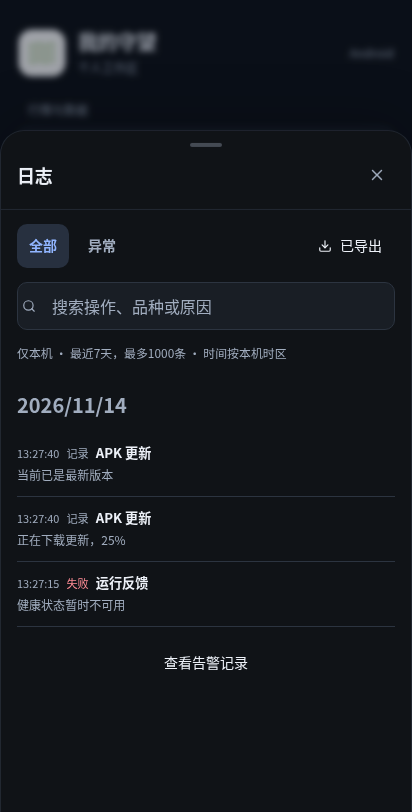 我的守望
Android
日志
全部
异常
已导出
搜索操作、品种或原因
仅本机 · 最近7天，最多1000条 · 时间按本机时区
2026/11/14
13:27:40 记录 APK 更新
当前已是最新版本
13:27:40 记录 APK 更新
正在下载更新，25%
13:27:15 失败 运行反馈
健康状态暂时不可用
查看告警记录